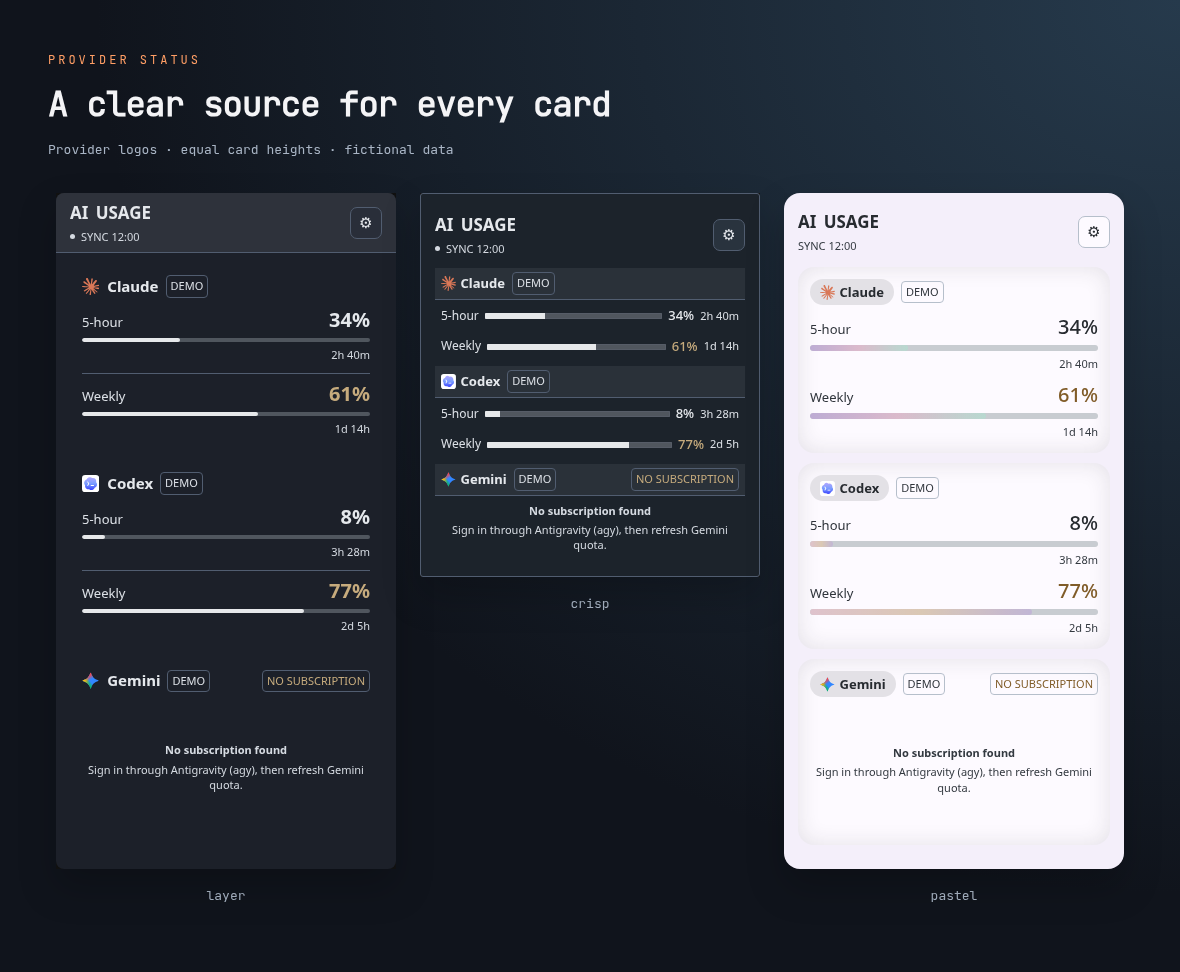 PROVIDER STATUS
A clear source for every card
Provider logos · equal card heights · fictional data
AI USAGE
SYNC 12:00
Claude DEMO
5-hour 34%
2h 40m
Weekly 61%
1d 14h
Codex DEMO
5-hour 8%
3h 28m
Weekly 77%
2d 5h
Gemini DEMO NO SUBSCRIPTION
No subscription found
Sign in through Antigravity (agy), then refresh Gemini
quota.
layer
AI USAGE
SYNC 12:00
Claude DEMO
5-hour 34% 2h 40m
Weekly 61% 1d 14h
Codex DEMO
5-hour 8% 3h 28m
Weekly 77% 2d 5h
Gemini DEMO NO SUBSCRIPTION
No subscription found
Sign in through Antigravity (agy), then refresh Gemini
quota.
crisp
AI USAGE
SYNC 12:00
Claude DEMO
5-hour 34%
2h 40m
Weekly 61%
1d 14h
Codex DEMO
5-hour 8%
3h 28m
Weekly 77%
2d 5h
Gemini DEMO NO SUBSCRIPTION
No subscription found
Sign in through Antigravity (agy), then refresh Gemini
quota.
pastel